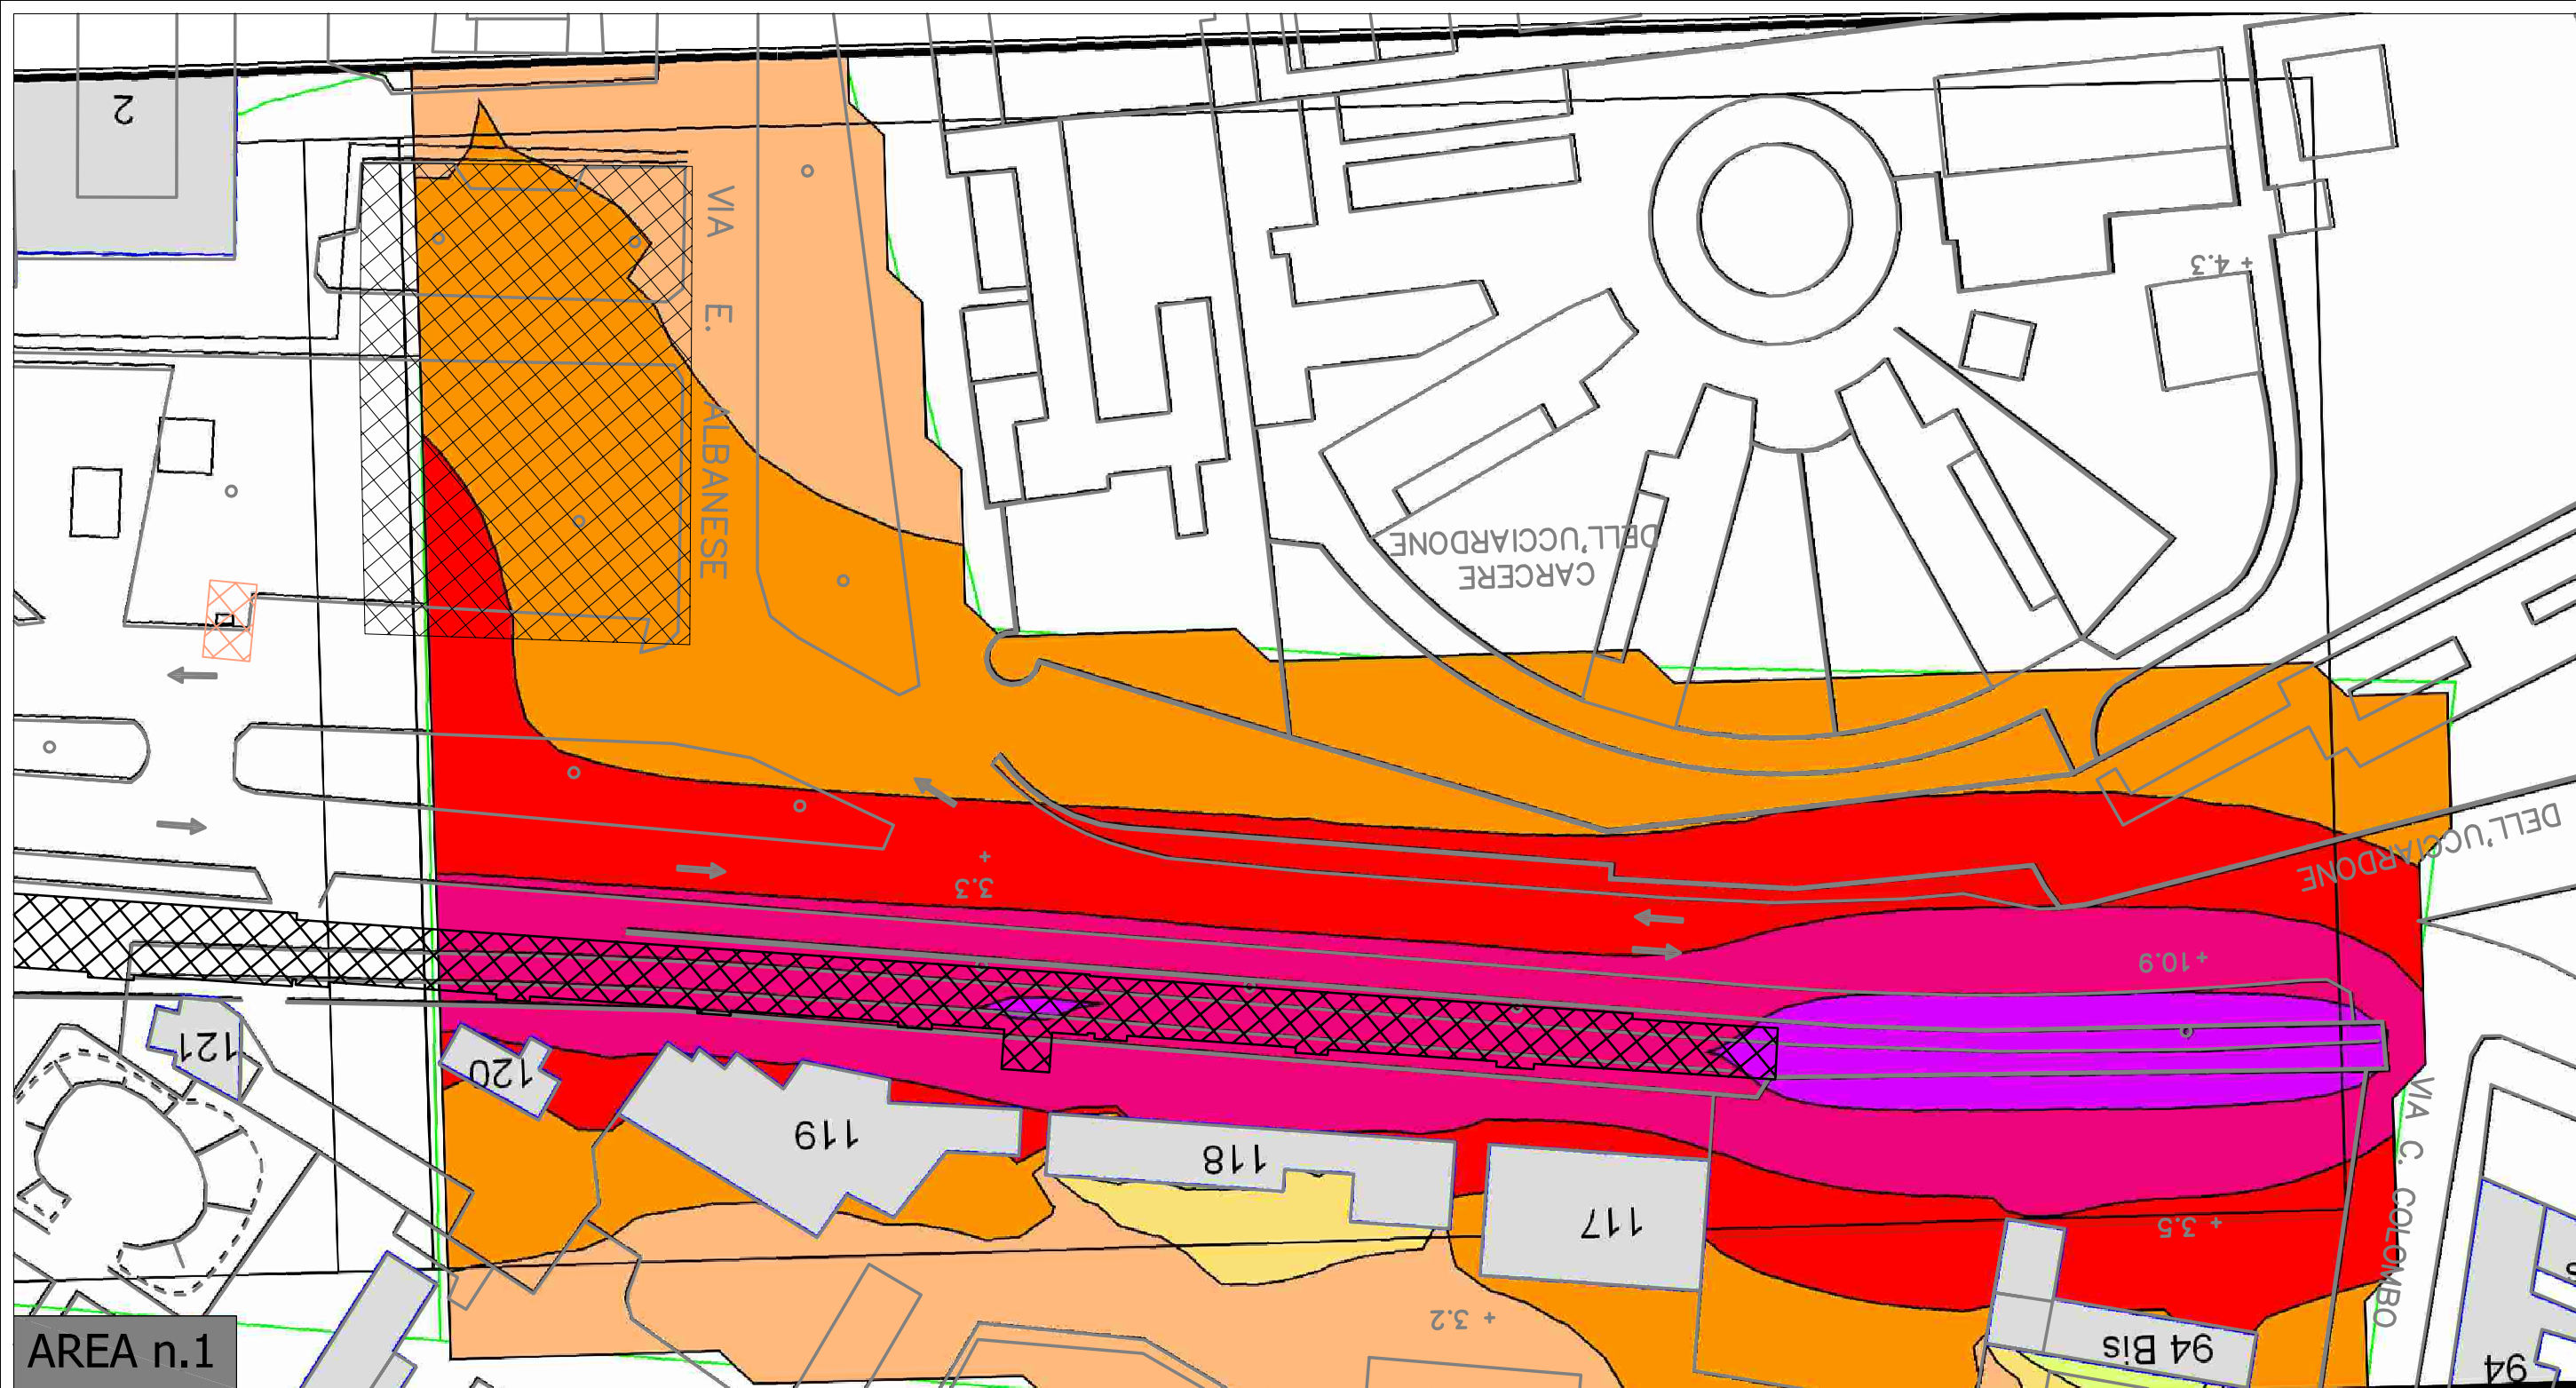 2
VIA E. ALBANESE
+ 4.3
CARCERE
DELL'UCCIARDONE
DELL'UCCIARDONE
+ 3.3
+ 10.9
121
120
119
118
117
+ 3.5
VIA C. COLOMBO
+ 3.2
94 Bis
94
AREA n.1